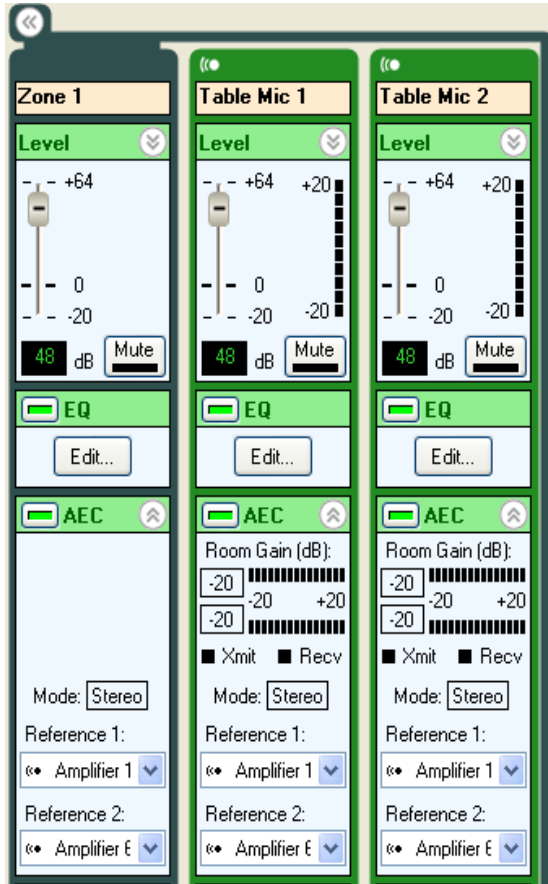 Zone 1
Level
+64
0
-20
48 dB Mute
EQ
Edit...
AEC
Mode: Stereo
Reference 1:
Amplifier 1
Reference 2:
Amplifier
Table Mic 1
Level
+64 +20
0
-20 -20
48 dB Mute
EQ
Edit...
AEC
Room Gain (dB):
-20
-20 +20
-20
Xmit Recv
Mode: Stereo
Reference 1:
Amplifier 1
Reference 2:
Amplifier
Table Mic 2
Level
+64 +20
0
-20 -20
48 dB Mute
EQ
Edit...
AEC
Room Gain (dB):
-20
-20 +20
-20
Xmit Recv
Mode: Stereo
Reference 1:
Amplifier 1
Reference 2:
Amplifier